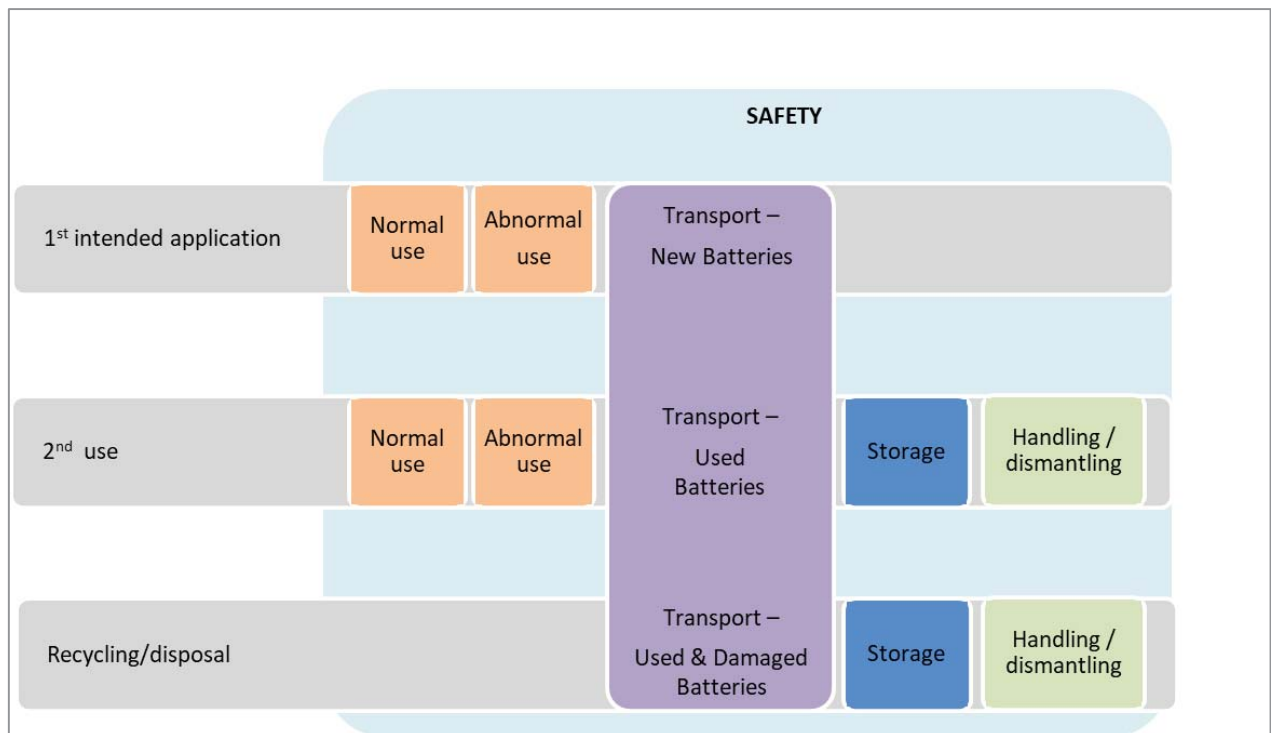 SAFETY
1st intended application
Normal
use
Abnormal
use
Transport –
New Batteries
2nd use
Normal
use
Abnormal
use
Transport –
Used
Batteries
Storage
Handling /
dismantling
Recycling/disposal
Transport –
Used & Damaged
Batteries
Storage
Handling /
dismantling